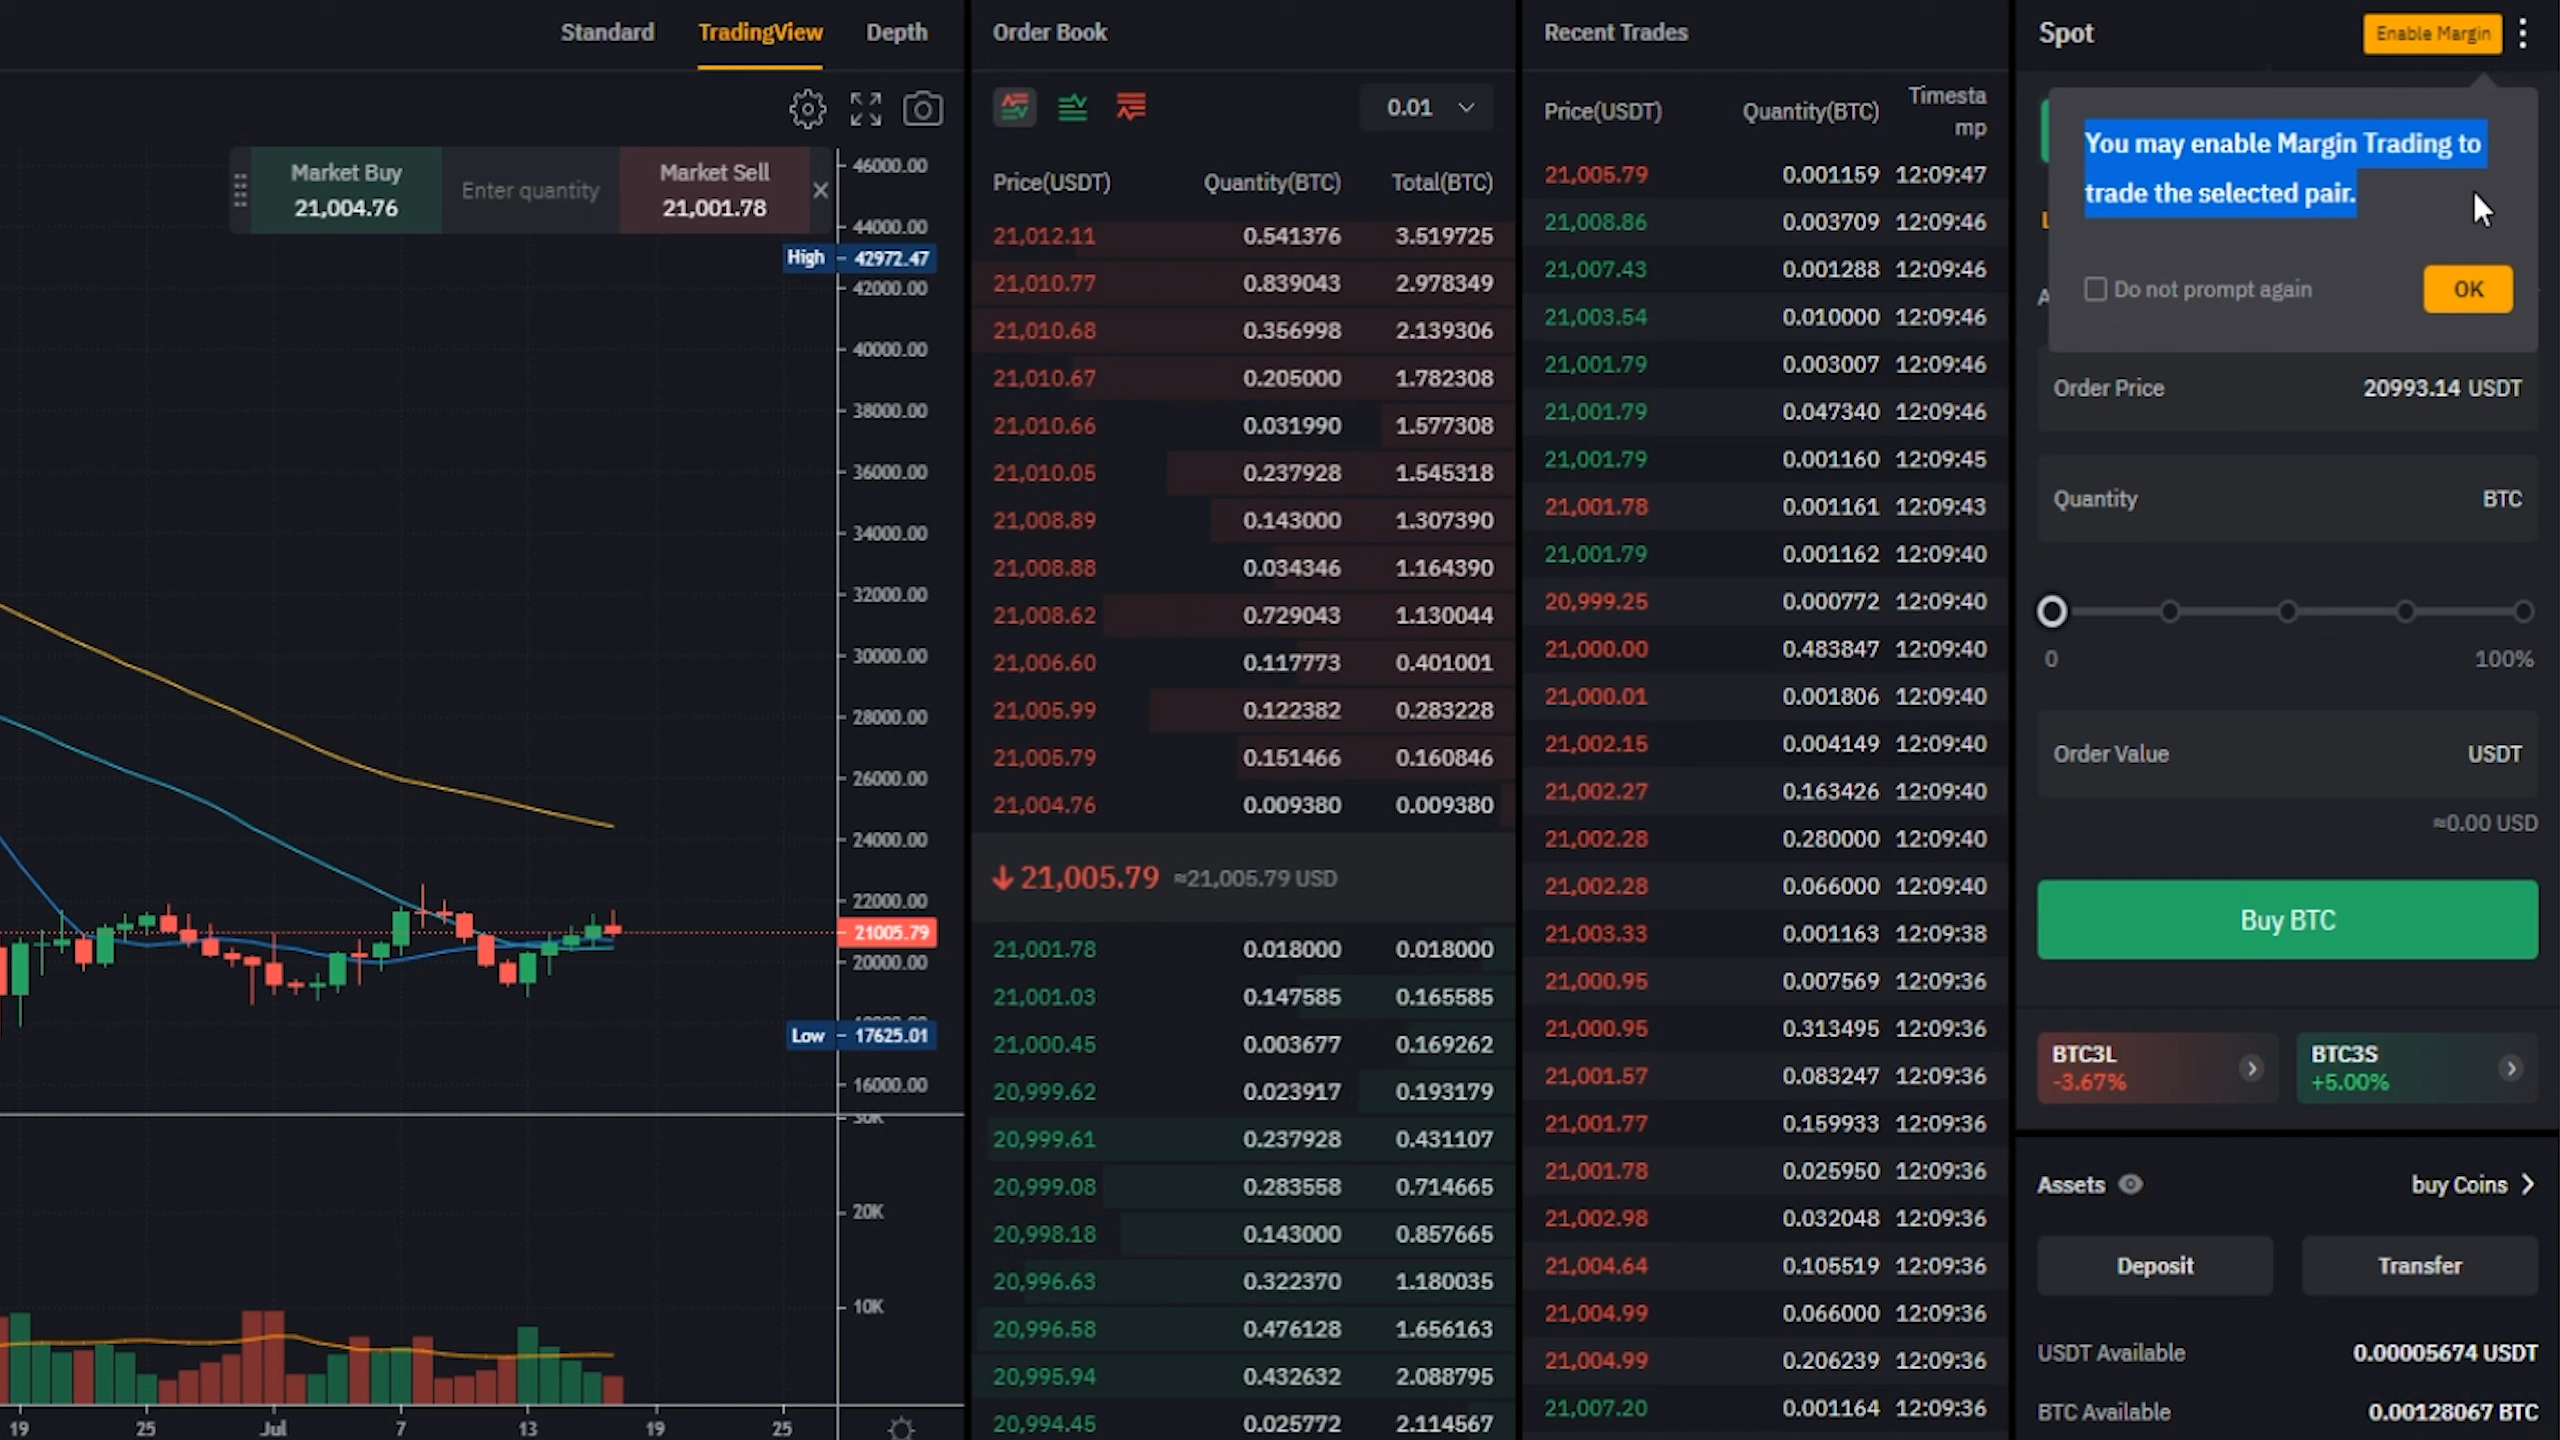 Standard TradingView Depth
Market Buy
21,004.76
Enter quantity
Market Sell
21,001.78
46000.00
44000.00
High 42972.47
42000.00
40000.00
38000.00
36000.00
34000.00
32000.00
30000.00
28000.00
26000.00
24000.00
22000.00
21005.79
20000.00
Low 17625.01
16000.00
30K
20K
10K
19 25 Jul 7 13 19 25
Order Book
0.01
Price(USDT) Quantity(BTC) Total(BTC)
21,012.11 0.541376 3.519725
21,010.77 0.839043 2.978349
21,010.68 0.356998 2.139306
21,010.67 0.205000 1.782308
21,010.66 0.031990 1.577308
21,010.05 0.237928 1.545318
21,008.89 0.143000 1.307390
21,008.88 0.034346 1.164390
21,008.62 0.729043 1.130044
21,006.60 0.117773 0.401001
21,005.99 0.122382 0.283228
21,005.79 0.151466 0.160846
21,004.76 0.009380 0.009380
21,005.79 ≈21,005.79 USD
21,001.78 0.018000 0.018000
21,001.03 0.147585 0.165585
21,000.45 0.003677 0.169262
20,999.62 0.023917 0.193179
20,999.61 0.237928 0.431107
20,999.08 0.283558 0.714665
20,998.18 0.143000 0.857665
20,996.63 0.322370 1.180035
20,996.58 0.476128 1.656163
20,995.94 0.432632 2.088795
20,994.45 0.025772 2.114567
Recent Trades
Price(USDT) Quantity(BTC) Timesta
mp
21,005.79 0.001159 12:09:47
21,008.86 0.003709 12:09:46
21,007.43 0.001288 12:09:46
21,003.54 0.010000 12:09:46
21,001.79 0.003007 12:09:46
21,001.79 0.047340 12:09:46
21,001.79 0.001160 12:09:45
21,001.78 0.001161 12:09:43
21,001.79 0.001162 12:09:40
20,999.25 0.000772 12:09:40
21,000.00 0.483847 12:09:40
21,000.01 0.001806 12:09:40
21,002.15 0.004149 12:09:40
21,002.27 0.163426 12:09:40
21,002.28 0.280000 12:09:40
21,002.28 0.066000 12:09:40
21,003.33 0.001163 12:09:38
21,000.95 0.007569 12:09:36
21,000.95 0.313495 12:09:36
21,001.57 0.083247 12:09:36
21,001.77 0.159933 12:09:36
21,001.78 0.025950 12:09:36
21,002.98 0.032048 12:09:36
21,004.64 0.105519 12:09:36
21,004.99 0.066000 12:09:36
21,004.99 0.206239 12:09:36
21,007.20 0.001164 12:09:36
Spot Enable Margin
You may enable Margin Trading to
trade the selected pair.
Do not prompt again OK
Order Price 20993.14 USDT
Quantity BTC
0 100%
Order Value USDT
≈0.00 USD
Buy BTC
BTC3L
-3.67%
BTC3S
+5.00%
Assets buy Coins
Deposit Transfer
USDT Available 0.00005674 USDT
BTC Available 0.00128067 BTC